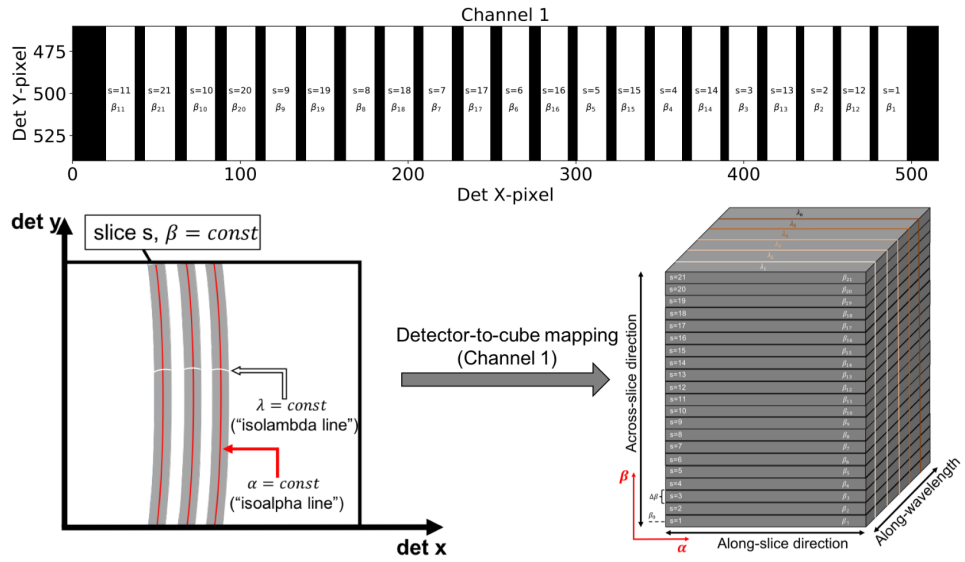 Channel 1
Det Y-pixel
475
500
525
s=11 s=21 s=10 s=20 s=9 s=19 s=8 s=18 s=7 s=17 s=6 s=16 s=5 s=15 s=4 s=14 s=3 s=13 s=2 s=12 s=1
β₁₁ β₂₁ β₁₀ β₂₀ β₉ β₁₉ β₈ β₁₈ β₇ β₁₇ β₆ β₁₆ β₅ β₁₅ β₄ β₁₄ β₃ β₁₃ β₂ β₁₂ β₁
0 100 200 300 400 500
Det X-pixel
det y
slice s, β = const
λ = const
("isolambda line")
α = const
("isoalpha line")
det x
Detector-to-cube mapping
(Channel 1)
Across-slice direction
s=21 β₂₁
s=20 β₂₀
s=19 β₁₉
s=18 β₁₈
s=17 β₁₇
s=16 β₁₆
s=15 β₁₅
s=14 β₁₄
s=13 β₁₃
s=12 β₁₂
s=11 β₁₁
s=10 β₁₀
s=9 β₉
s=8 β₈
s=7 β₇
s=6 β₆
s=5 β₅
s=4 β₄
s=3 β₃
s=2 β₂
s=1 β₁
Δβ
β₀
β
α
Along-slice direction
Along-wavelength